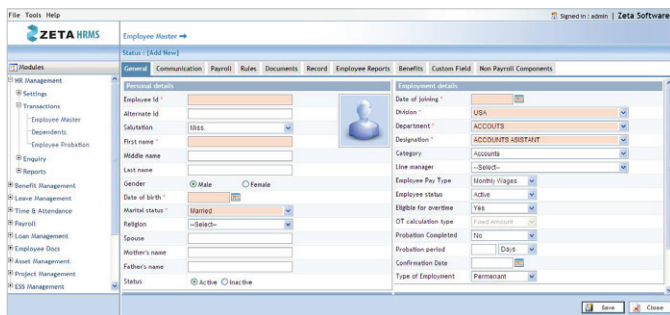 File Tools Help
Signed in : admin | Zeta Software
ZETA HRMS
Employee Master
Status : [Add New]
Modules
General Communication Payroll Rules Documents Record Employee Reports Benefits Custom Field Non Payroll Components
HR Management
Settings
Transactions
Employee Master
Dependents
Employee Probation
Enquiry
Reports
Benefit Management
Leave Management
Time & Attendance
Payroll
Loan Management
Employee Docs
Asset Management
Project Management
ESS Management
Personal details
Employee Id *
Alternate Id
Salutation Miss.
First name *
Middle name
Last name
Gender Male Female
Date of birth *
Marital status * Married
Religion --Select--
Spouse
Mother's name
Father's name
Status Active Inactive
Employment details
Date of Joining *
Division * USA
Department * ACCOUTS
Designation * ACCOUNTS ASISTANT
Category Accounts
Line manager --Select--
Employee Pay Type Monthly Wages
Employee status Active
Eligible for overtime Yes
OT calculation type Fixed Amount
Probation Completed No
Probation period Days
Confirmation Date
Type of Employment Permenant
Save Close